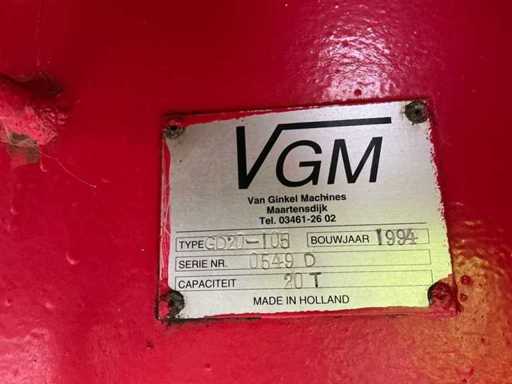 VGM
Van Ginkel Machines
Maartensdijk
Tel. 03461-26 02
TYPE GD20-105 BOUWJAAR 1994
SERIE NR. 0549 D
CAPACITEIT 20 T
MADE IN HOLLAND